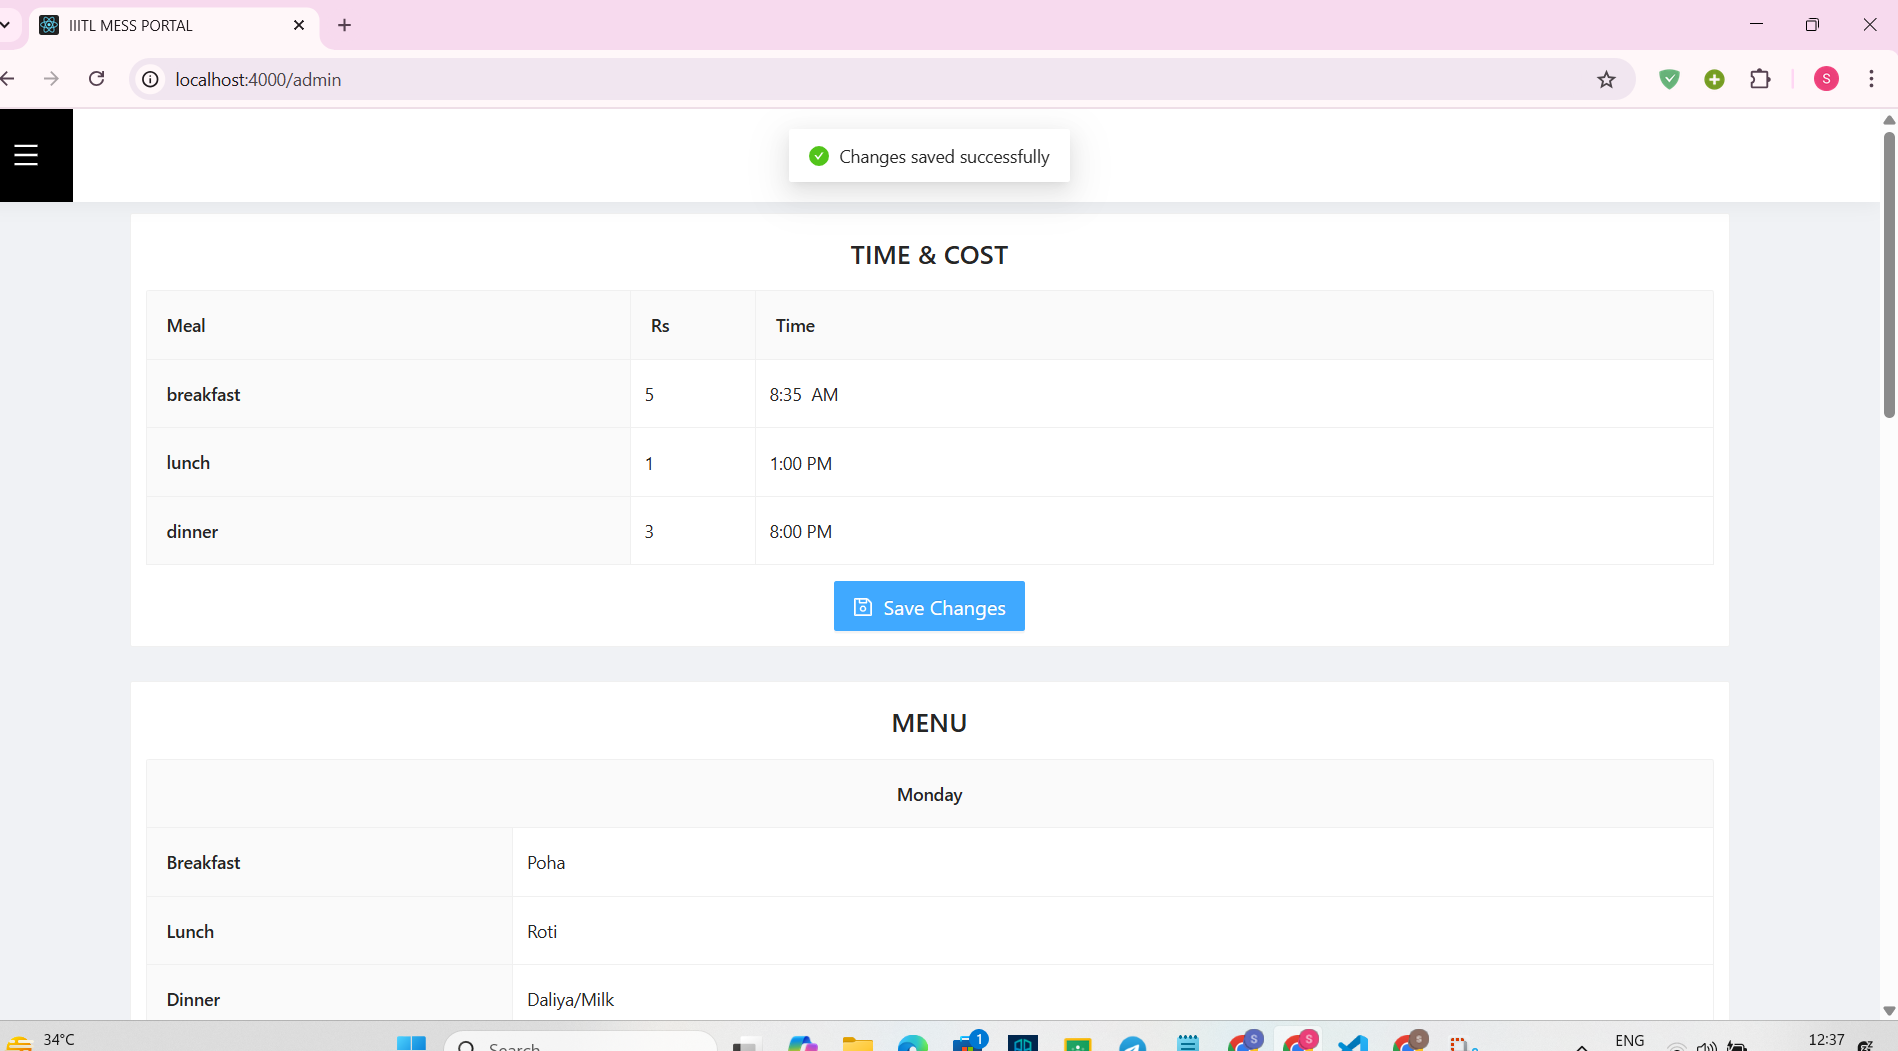 IIITL MESS PORTAL
localhost:4000/admin
S
Changes saved successfully
TIME & COST
Meal Rs Time
breakfast 5 8:35 AM
lunch 1 1:00 PM
dinner 3 8:00 PM
Save Changes
MENU
Monday
Breakfast Poha
Lunch Roti
Dinner Daliya/Milk
34°C
Search
1
S
S
S
ENG
12:37